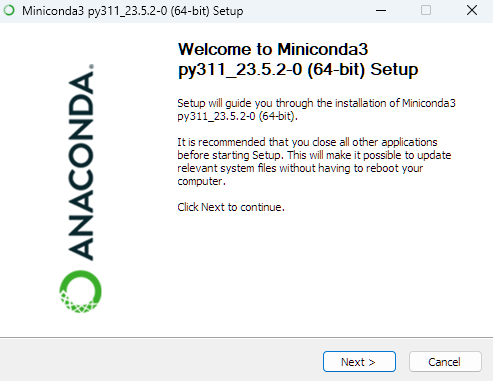 Miniconda3 py311_23.5.2-0 (64-bit) Setup
Welcome to Miniconda3
py311_23.5.2-0 (64-bit) Setup
Setup will guide you through the installation of Miniconda3
py311_23.5.2-0 (64-bit).
It is recommended that you close all other applications
before starting Setup. This will make it possible to update
relevant system files without having to reboot your
computer.
Click Next to continue.
ANACONDA.
Next >
Cancel